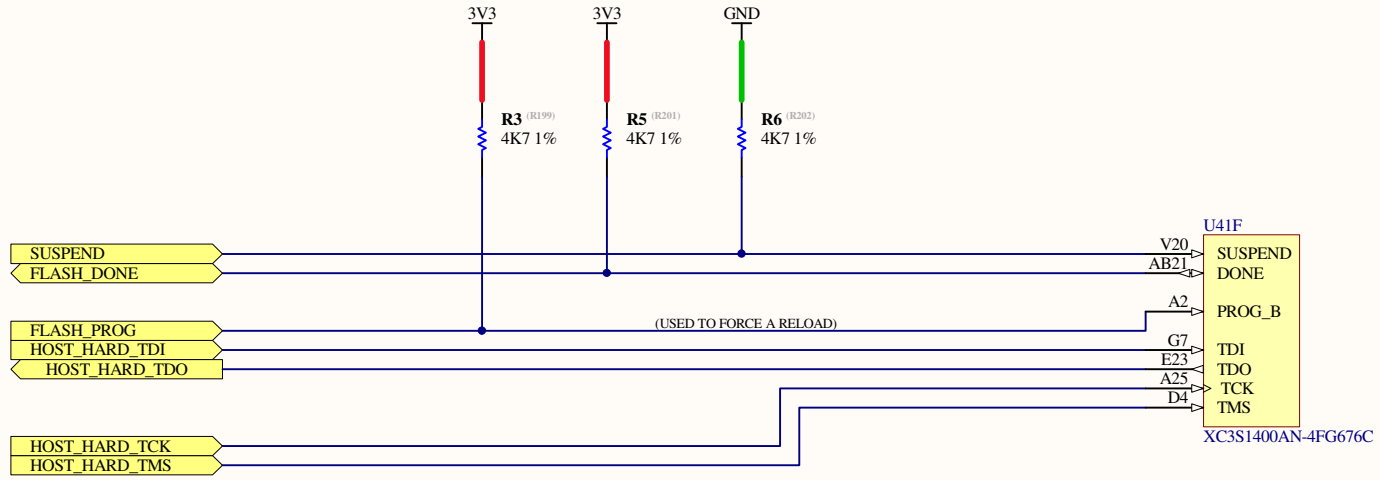 3V3
3V3
GND
R3 (R199)
4K7 1%
R5 (R201)
4K7 1%
R6 (R202)
4K7 1%
U41F
SUSPEND
V20
SUSPEND
FLASH_DONE
AB21
DONE
A2
PROG_B
FLASH_PROG
(USED TO FORCE A RELOAD)
HOST_HARD_TDI
G7
TDI
HOST_HARD_TDO
E23
TDO
A25
TCK
D4
TMS
HOST_HARD_TCK
HOST_HARD_TMS
XC3S1400AN-4FG676C